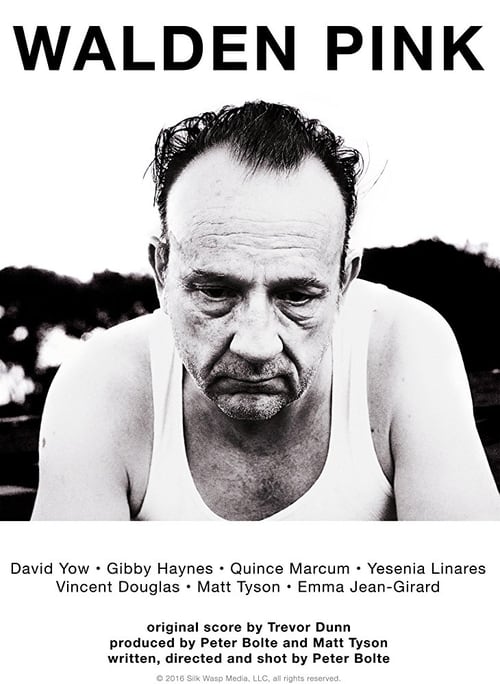 WALDEN PINK
David Yow • Gibby Haynes • Quince Marcum • Yesenia Linares
Vincent Douglas • Matt Tyson • Emma Jean-Girard
original score by Trevor Dunn
produced by Peter Bolte and Matt Tyson
written, directed and shot by Peter Bolte
© 2016 Silk Wasp Media, LLC, all rights reserved.